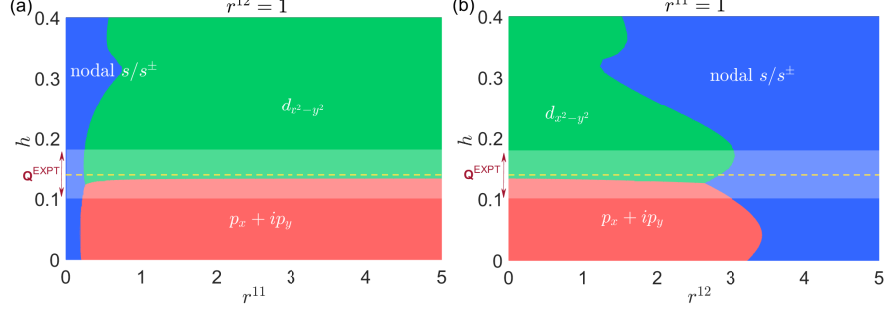 (a)
r¹² = 1
0.4
0.3
0.2
0.1
0
h
Q^EXPT
nodal s/s^±
d_{x²−y²}
p_x + ip_y
0 1 2 3 4 5
r¹¹
(b)
r¹¹ = 1
0.4
0.3
0.2
0.1
0
h
Q^EXPT
nodal s/s^±
d_{x²−y²}
p_x + ip_y
0 1 2 3 4 5
r¹²